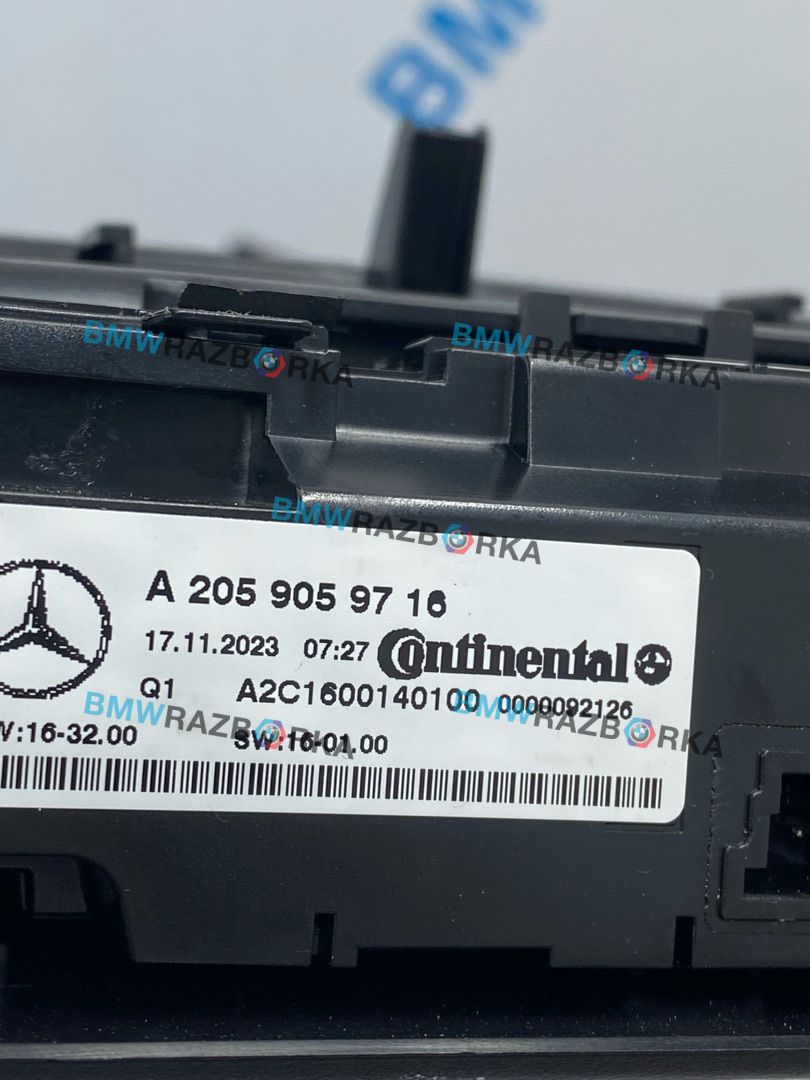 BMW
BMWRAZBORKA
BMWRAZBORKA
BMWRAZBORKA
A 205 905 97 16
17.11.2023 07:27 Continental
Q1 A2C1600140100 0000092126
BMWRAZBORKA
BMWRAZBORKA
W:16-32.00 SW:16-01.00